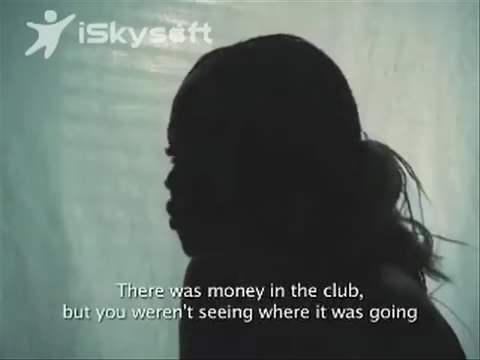 iSkysoft
There was money in the club,
but you weren't seeing where it was going